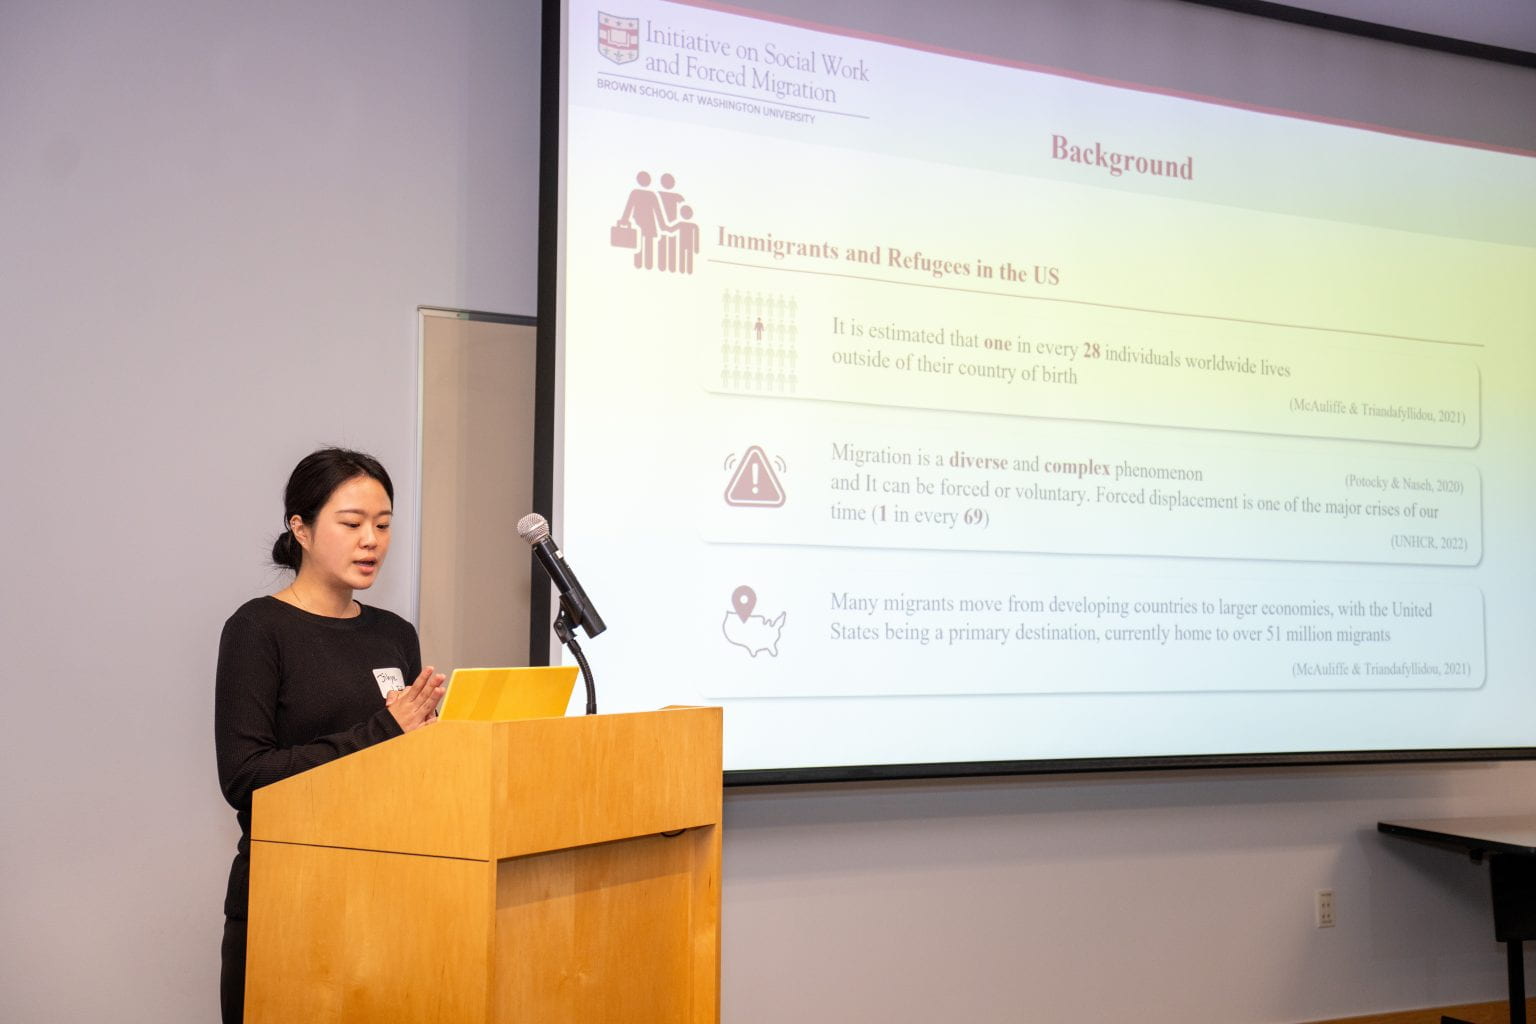 Initiative on Social Work
and Forced Migration
BROWN SCHOOL AT WASHINGTON UNIVERSITY
Background
Immigrants and Refugees in the US
It is estimated that one in every 28 individuals worldwide lives
outside of their country of birth
(McAuliffe & Triandafyllidou, 2021)
Migration is a diverse and complex phenomenon
(Potocky & Naseh, 2020)
and It can be forced or voluntary. Forced displacement is one of the major crises of our
time (1 in every 69)
(UNHCR, 2022)
Many migrants move from developing countries to larger economies, with the United
States being a primary destination, currently home to over 51 million migrants
(McAuliffe & Triandafyllidou, 2021)